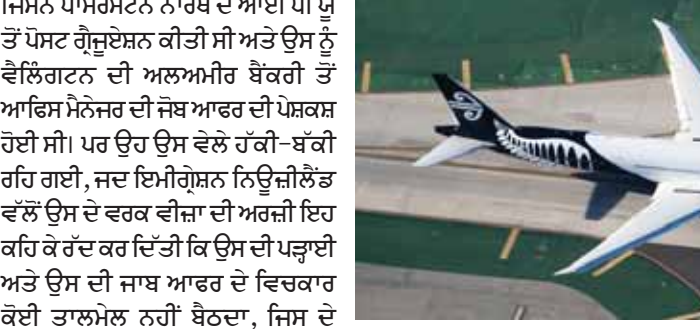 ਜਿਸਨੇ ਪਾਮਰਸਟਨ ਨਾਰਥ ਦੇ ਆਈ ਪੀ ਯੂ
ਤੋਂ ਪੋਸਟ ਗ੍ਰੈਜੂਏਸ਼ਨ ਕੀਤੀ ਸੀ ਅਤੇ ਉਸ ਨੂੰ
ਵੈਲਿੰਗਟਨ ਦੀ ਅਲਅਮੀਰ ਬੈਂਕਰੀ ਤੋਂ
ਆਫਿਸ ਮੈਨੇਜਰ ਦੀ ਜੌਬ ਆਫਰ ਦੀ ਪੇਸ਼ਕਸ਼
ਹੋਈ ਸੀ। ਪਰ ਉਹ ਉਸ ਵੇਲੇ ਹੱਕੀ-ਬੱਕੀ
ਰਹਿ ਗਈ, ਜਦ ਇਮੀਗ੍ਰੇਸ਼ਨ ਨਿਊਜ਼ੀਲੈਂਡ
ਵੱਲੋਂ ਉਸ ਦੇ ਵਰਕ ਵੀਜ਼ਾ ਦੀ ਅਰਜ਼ੀ ਇਹ
ਕਹਿ ਕੇ ਰੱਦ ਕਰ ਦਿੱਤੀ ਕਿ ਉਸ ਦੀ ਪੜ੍ਹਾਈ
ਅਤੇ ਉਸ ਦੀ ਜਾਬ ਆਫਰ ਦੇ ਵਿਚਕਾਰ
ਕੋਈ ਤਾਲਮੇਲ ਨਹੀਂ ਬੈਠਦਾ, ਜਿਸ ਦੇ